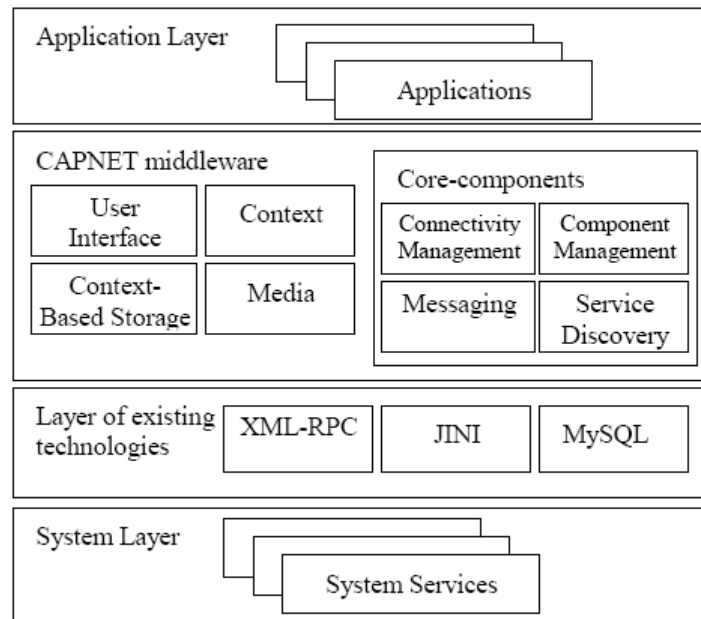 Application Layer
Applications
CAPNET middleware
User
Interface
Context
Context-
Based Storage
Media
Core-components
Connectivity
Management
Component
Management
Messaging
Service
Discovery
Layer of existing
technologies
XML-RPC
JINI
MySQL
System Layer
System Services